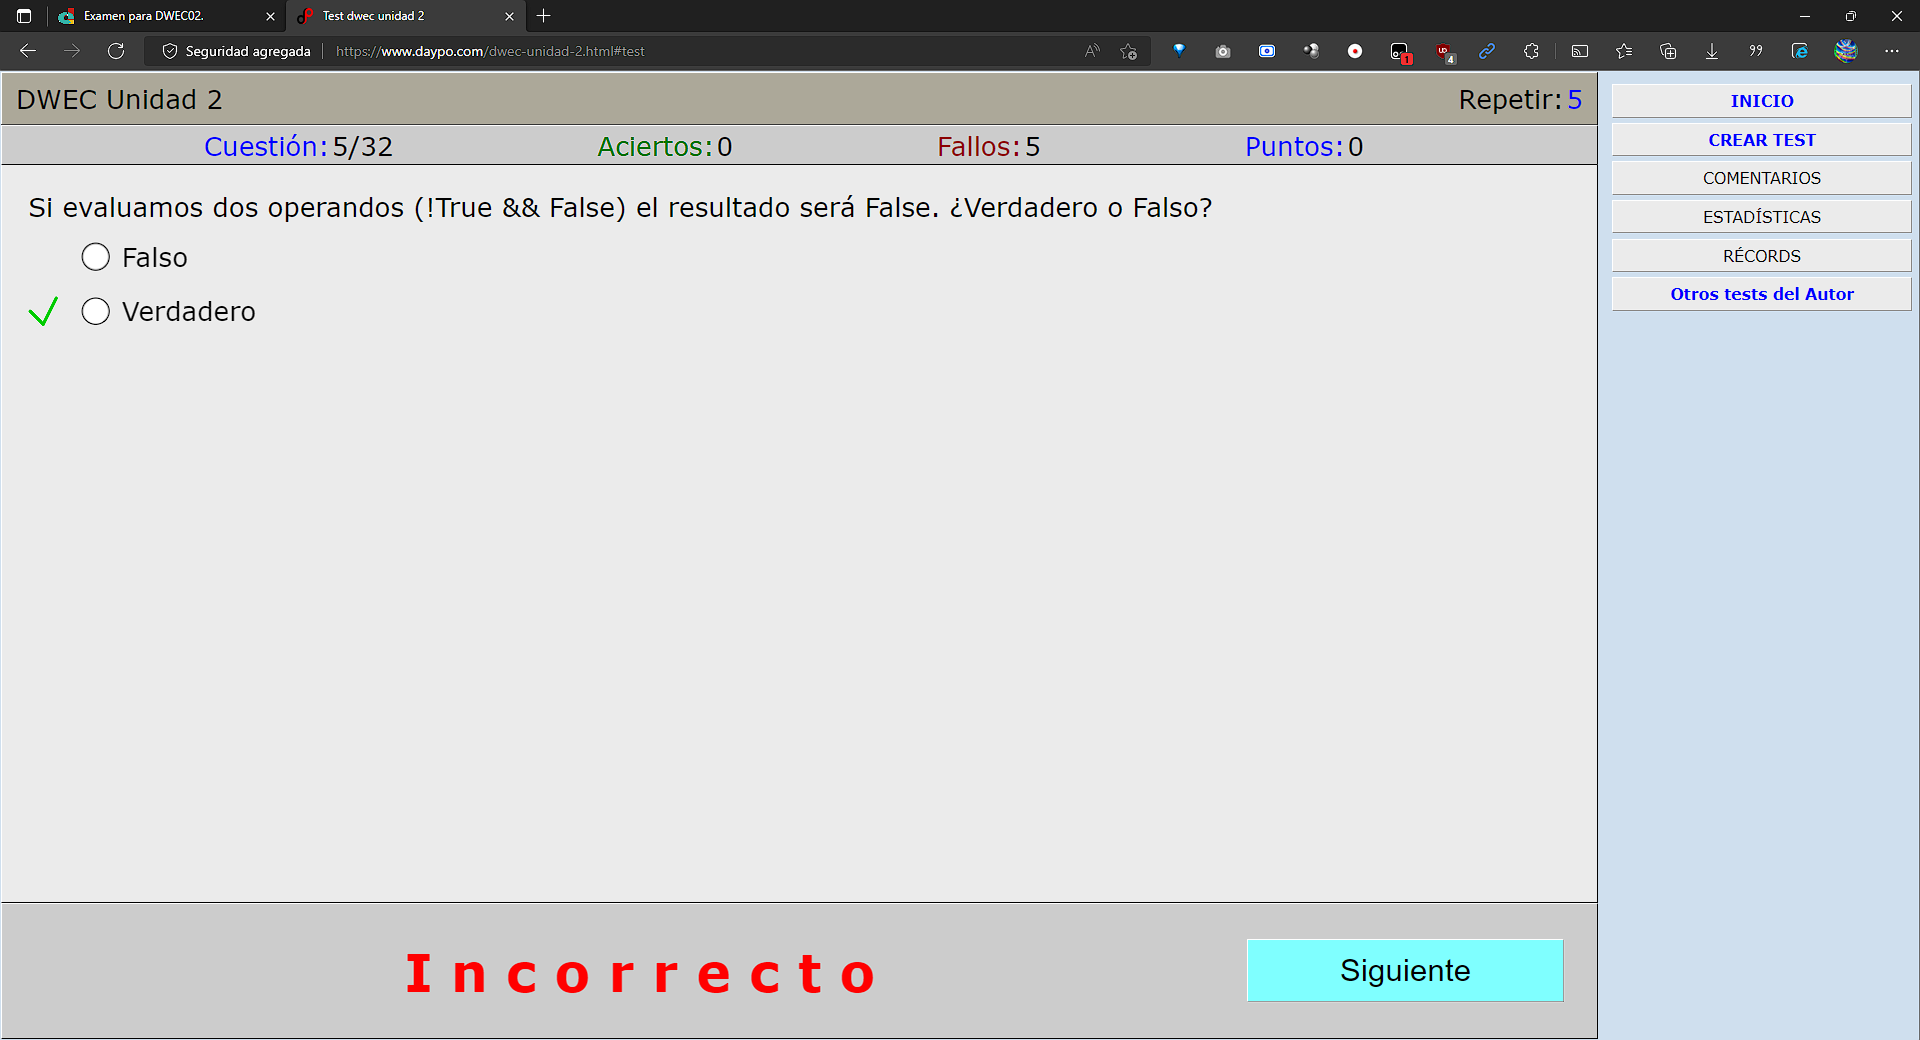 Examen para DWEC02.
Test dwec unidad 2
Seguridad agregada
https://www.daypo.com/dwec-unidad-2.html#test
1
4
DWEC Unidad 2
Repetir: 5
Cuestión: 5/32
Aciertos: 0
Fallos: 5
Puntos: 0
Si evaluamos dos operandos (!True && False) el resultado será False. ¿Verdadero o Falso?
Falso
Verdadero
Incorrecto
Siguiente
INICIO
CREAR TEST
COMENTARIOS
ESTADÍSTICAS
RÉCORDS
Otros tests del Autor